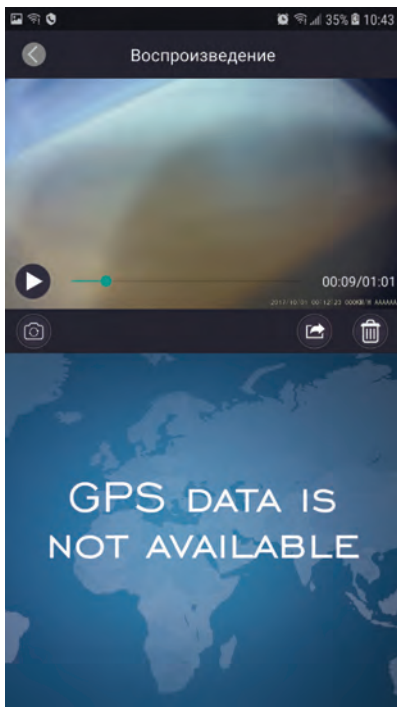 35% 10:43
Воспроизведение
00:09/01:01
GPS DATA IS
NOT AVAILABLE